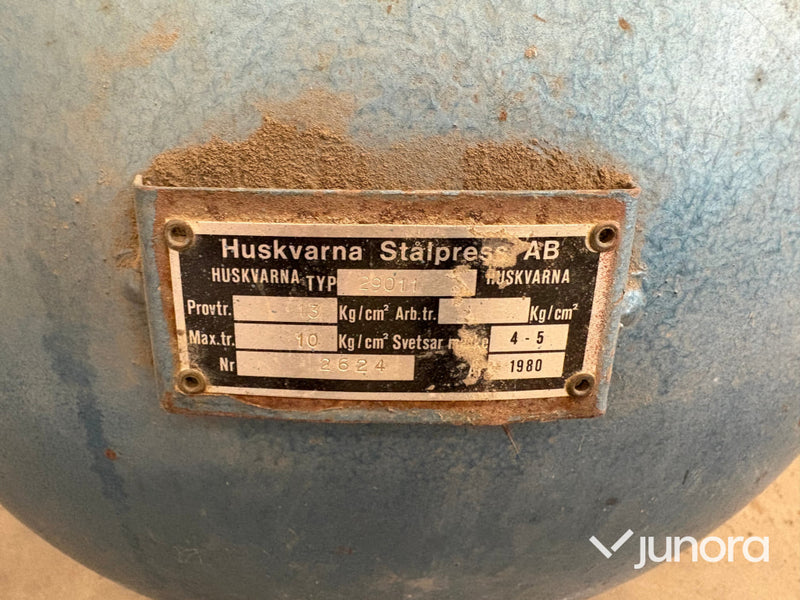 Huskvarna Stålpress AB
HUSKVARNA TYP 29011 HUSKVARNA
Provtr. 13 Kg/cm² Arb.tr. Kg/cm²
Max.tr. 10 Kg/cm² Svetsar 4 - 5
Nr 2624 1980
junora